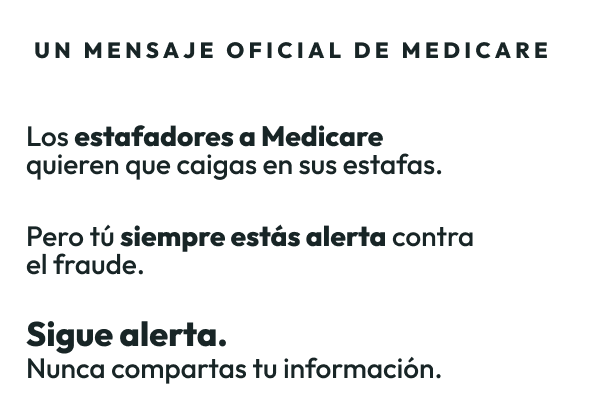 UN MENSAJE OFICIAL DE MEDICARE
Los estafadores a Medicare
quieren que caigas en sus estafas.
Pero tú siempre estás alerta contra
el fraude.
Sigue alerta.
Nunca compartas tu información.